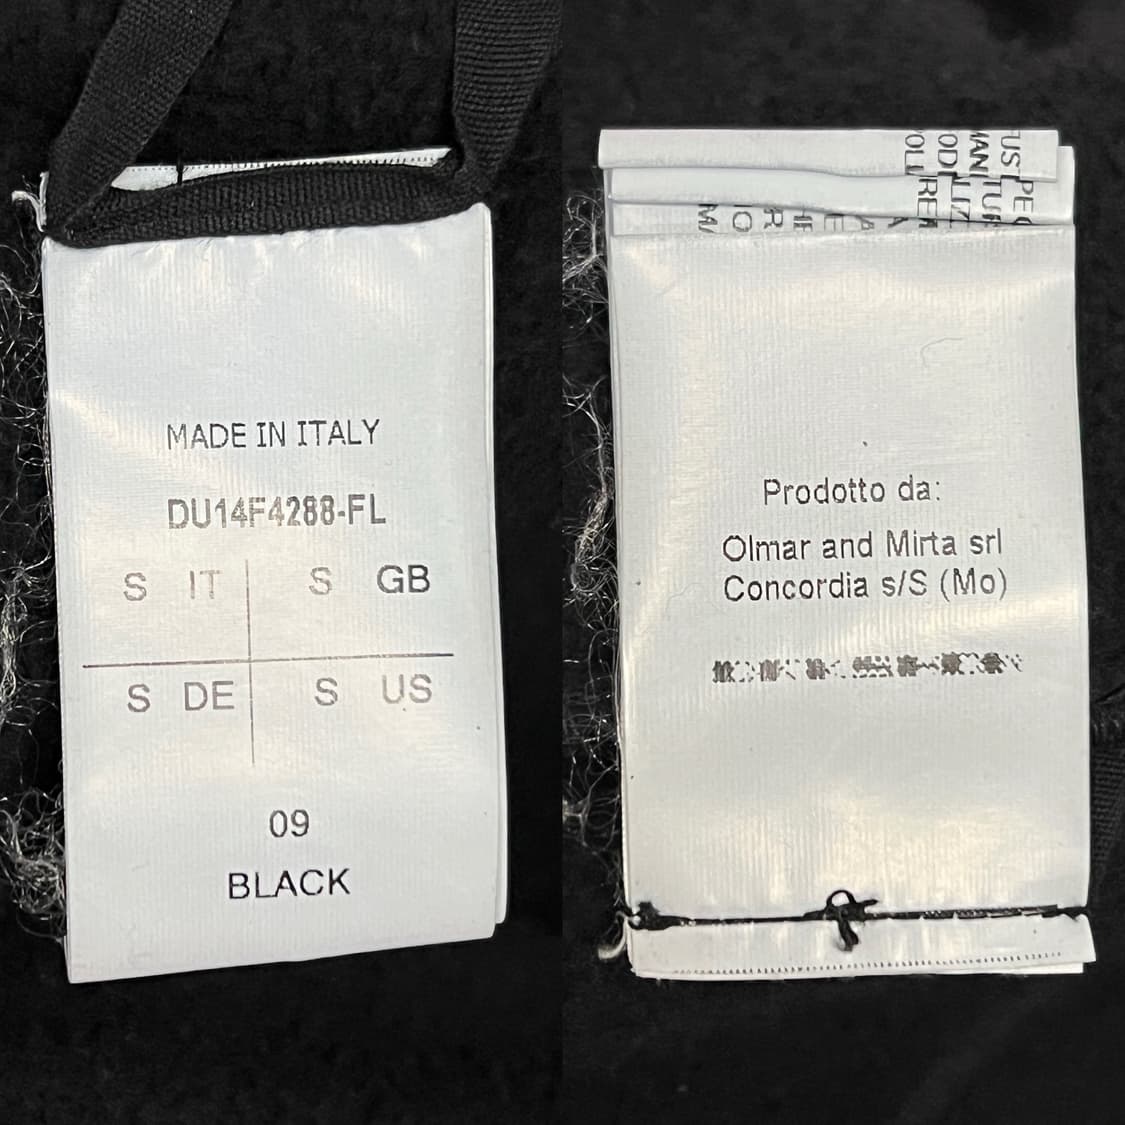 MADE IN ITALY
DU14F4288-FL
S IT S GB
S DE S US
09
BLACK
Prodotto da:
Olmar and Mirta srl
Concordia s/S (Mo)